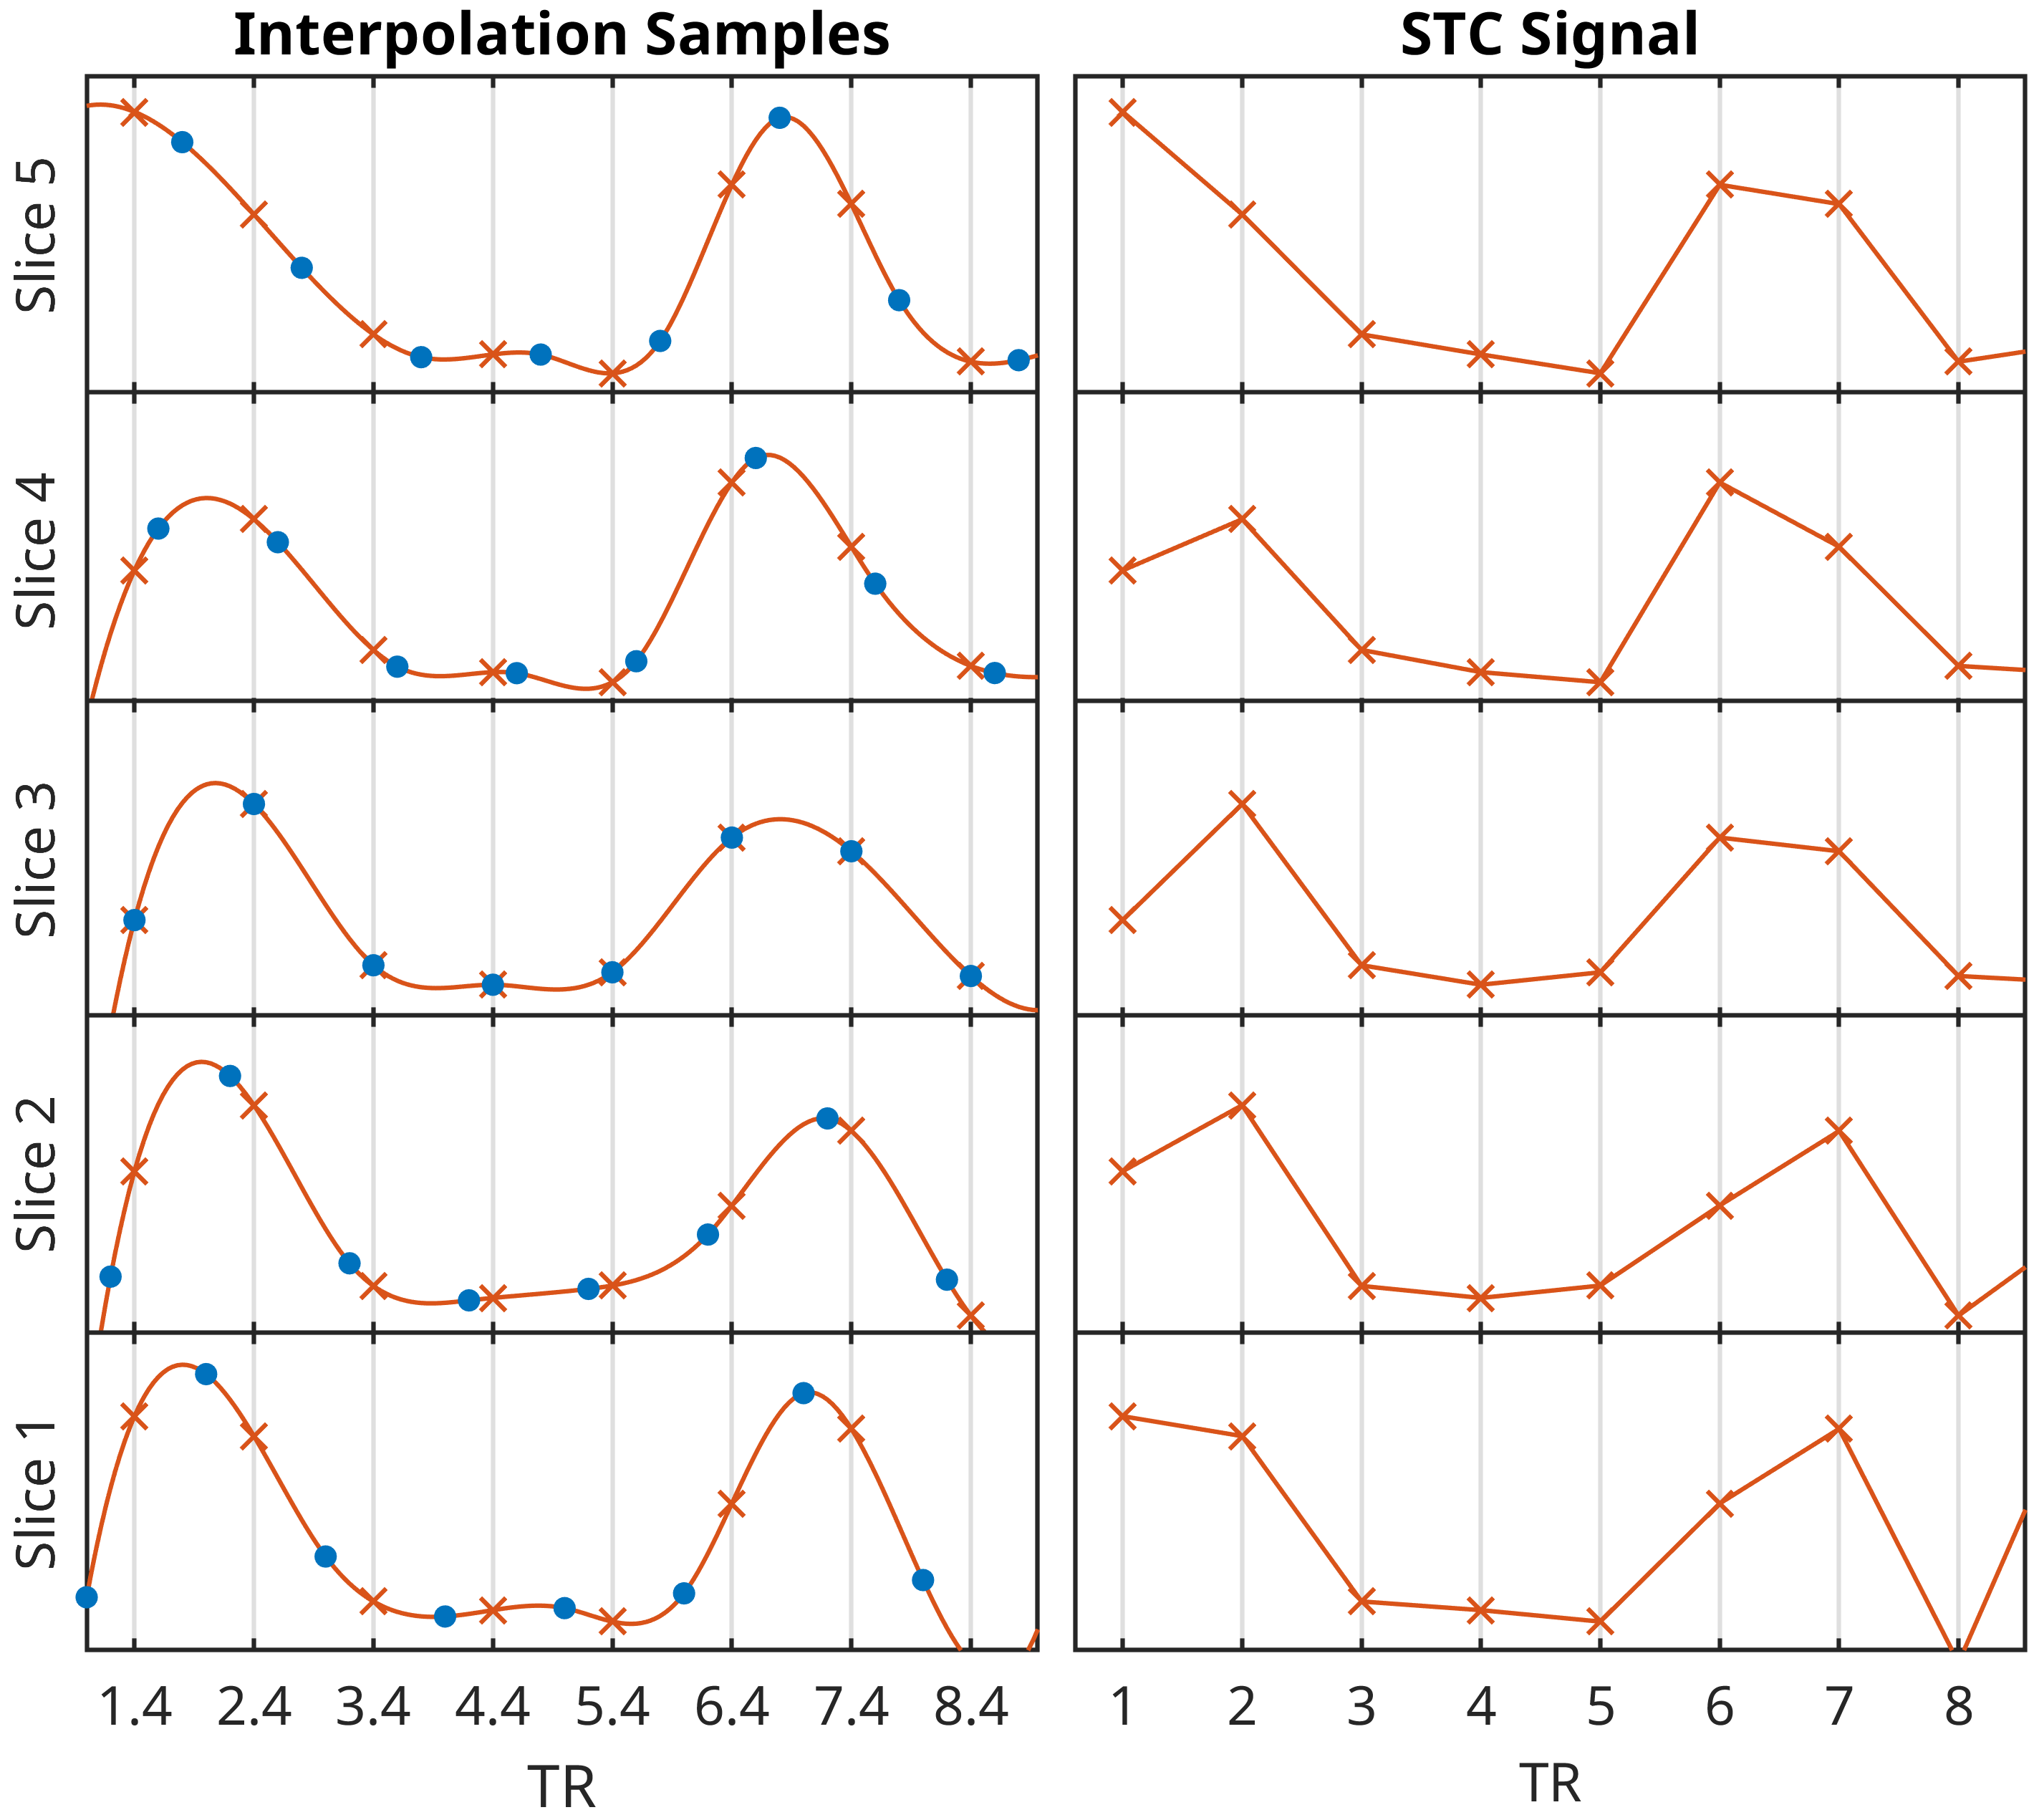 Interpolation Samples
STC Signal
Slice 5
Slice 4
Slice 3
Slice 2
Slice 1
1.4 2.4 3.4 4.4 5.4 6.4 7.4 8.4
1 2 3 4 5 6 7 8
TR
TR